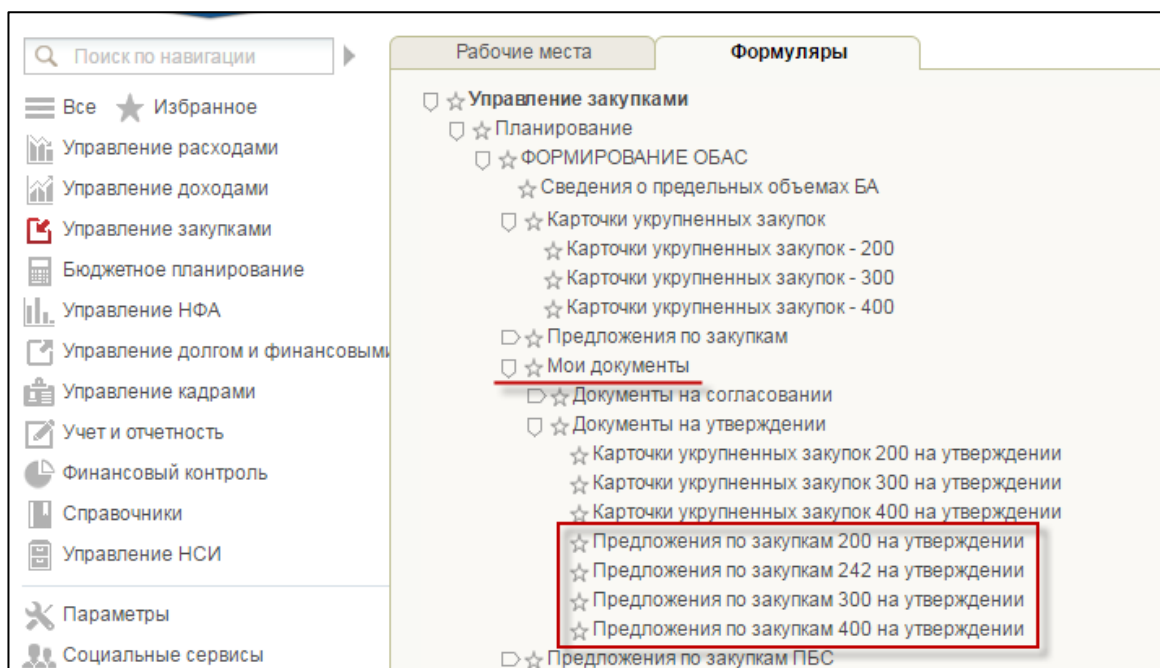 Поиск по навигации
Все Избранное
Управление расходами
Управление доходами
Управление закупками
Бюджетное планирование
Управление НФА
Управление долгом и финансовыми
Управление кадрами
Учет и отчетность
Финансовый контроль
Справочники
Управление НСИ
Параметры
Социальные сервисы
Рабочие места
Формуляры
Управление закупками
Планирование
ФОРМИРОВАНИЕ ОБАС
Сведения о предельных объемах БА
Карточки укрупненных закупок
Карточки укрупненных закупок - 200
Карточки укрупненных закупок - 300
Карточки укрупненных закупок - 400
Предложения по закупкам
Мои документы
Документы на согласовании
Документы на утверждении
Карточки укрупненных закупок 200 на утверждении
Карточки укрупненных закупок 300 на утверждении
Карточки укрупненных закупок 400 на утверждении
Предложения по закупкам 200 на утверждении
Предложения по закупкам 242 на утверждении
Предложения по закупкам 300 на утверждении
Предложения по закупкам 400 на утверждении
Предложения по закупкам ПБС